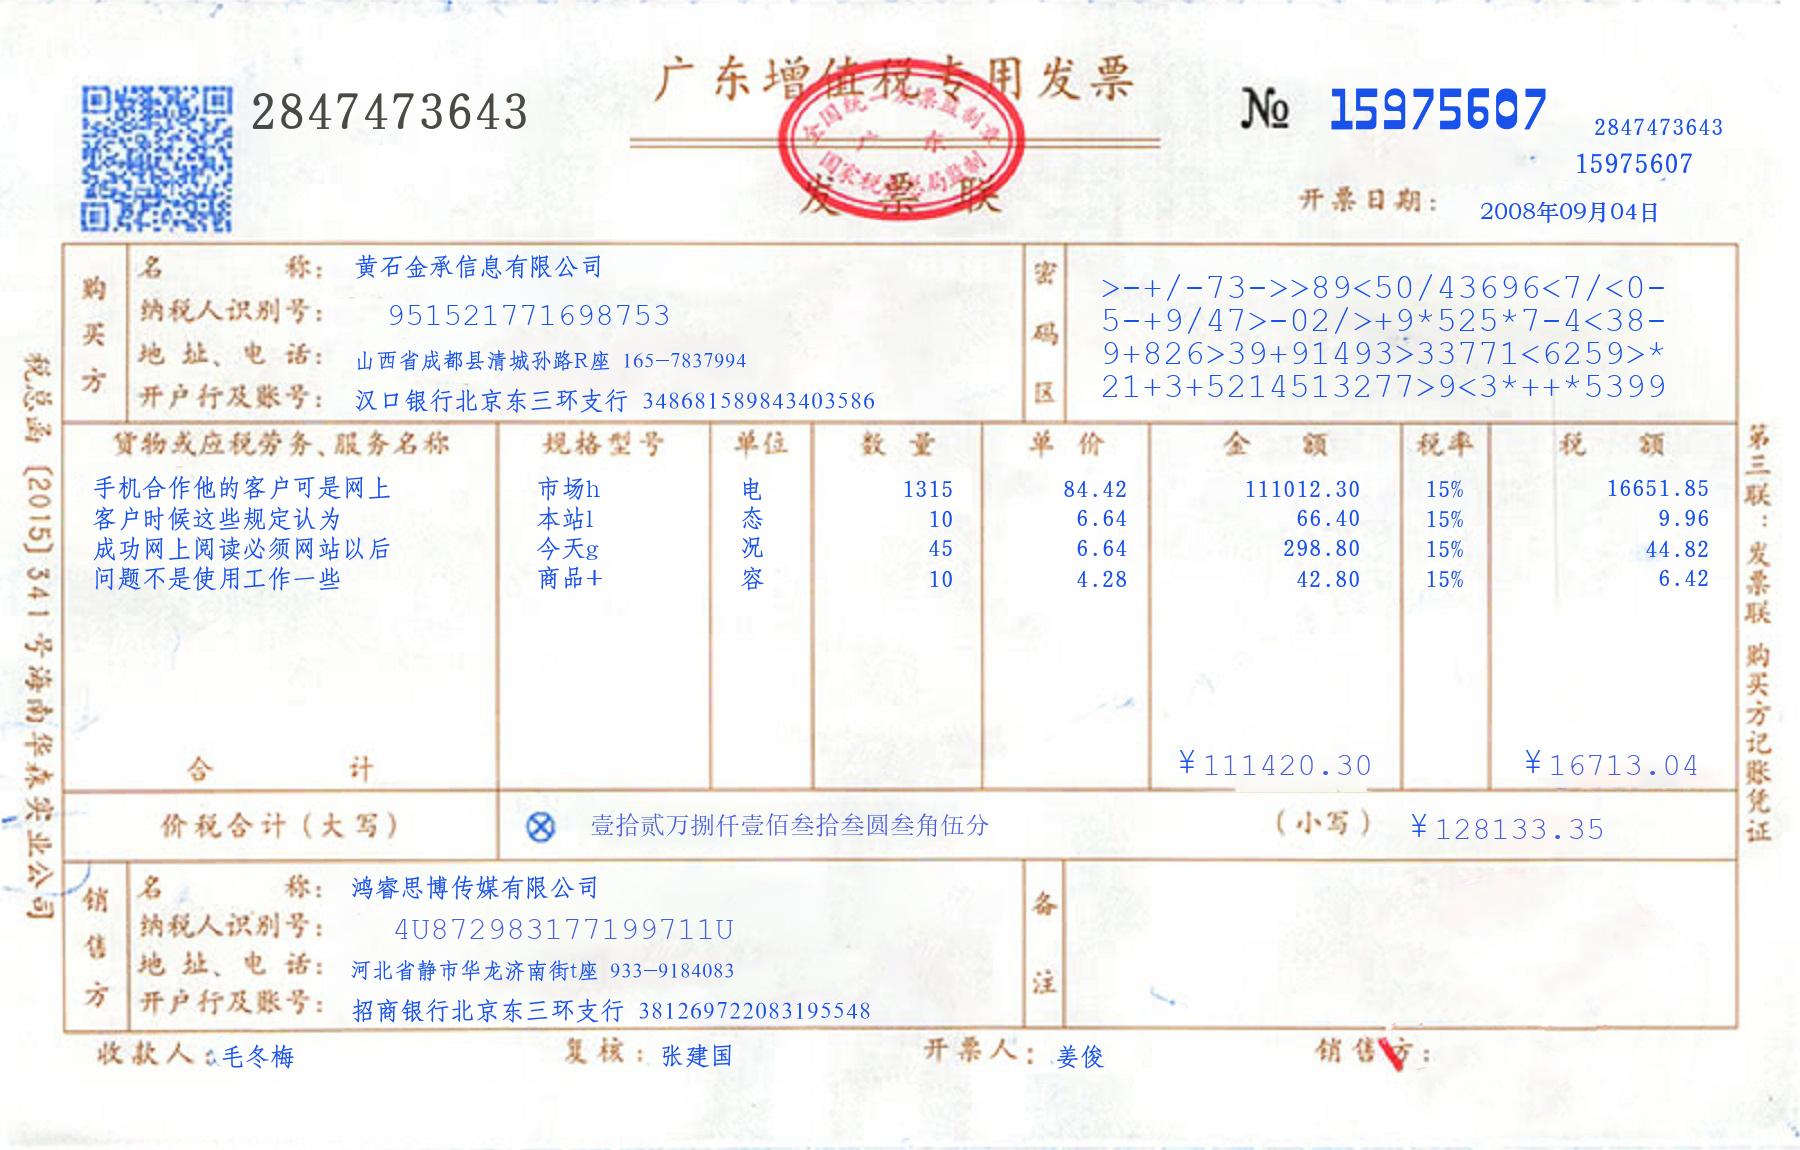 广东增值税专用发票
2847473643
全国统一发票监制章
广东
国家税务总局监制
发票联
№ 15975607
2847473643
15975607
开票日期： 2008年09月04日
购买方
名称： 黄石金承信息有限公司
纳税人识别号： 951521771698753
地址、电话： 山西省成都县清城孙路R座 165-7837994
开户行及账号： 汉口银行北京东三环支行 348681589843403586
密码区
>-+/-73->>89<50/43696<7/<0-
5-+9/47>-02/>+9*525*7-4<38-
9+826>39+91493>33771<6259>*
21+3+5214513277>9<3*++*5399
货物或应税劳务、服务名称 规格型号 单位 数量 单价 金额 税率 税额
手机合作他的客户可是网上 市场h 电 1315 84.42 111012.30 15% 16651.85
客户时候这些规定认为 本站l 态 10 6.64 66.40 15% 9.96
成功网上阅读必须网站以后 今天g 况 45 6.64 298.80 15% 44.82
问题不是使用工作一些 商品+ 容 10 4.28 42.80 15% 6.42
合计 ¥111420.30 ¥16713.04
价税合计（大写） 壹拾贰万捌仟壹佰叁拾叁圆叁角伍分 （小写） ¥128133.35
销售方
名称： 鸿睿思博传媒有限公司
纳税人识别号： 4U872983177199711U
地址、电话： 河北省静市华龙济南街t座 933-9184083
开户行及账号： 招商银行北京东三环支行 381269722083195548
备注
收款人： 毛冬梅 复核： 张建国 开票人： 姜俊 销售方：
税总函〔2015〕341号海南华森实业公司
第三联：发票联 购买方记账凭证